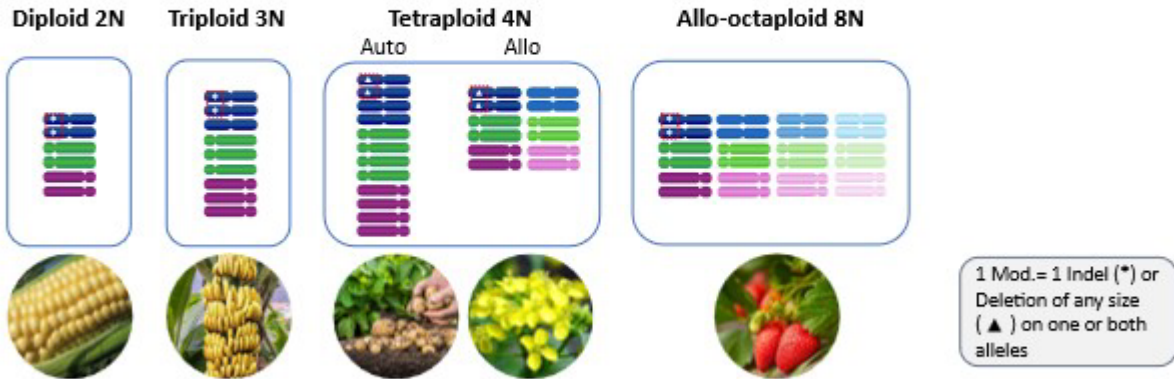 Diploid 2N
Triploid 3N
Tetraploid 4N
Allo-octaploid 8N
Auto
Allo
1 Mod.= 1 Indel (*) or
Deletion of any size
( ▲ ) on one or both
alleles